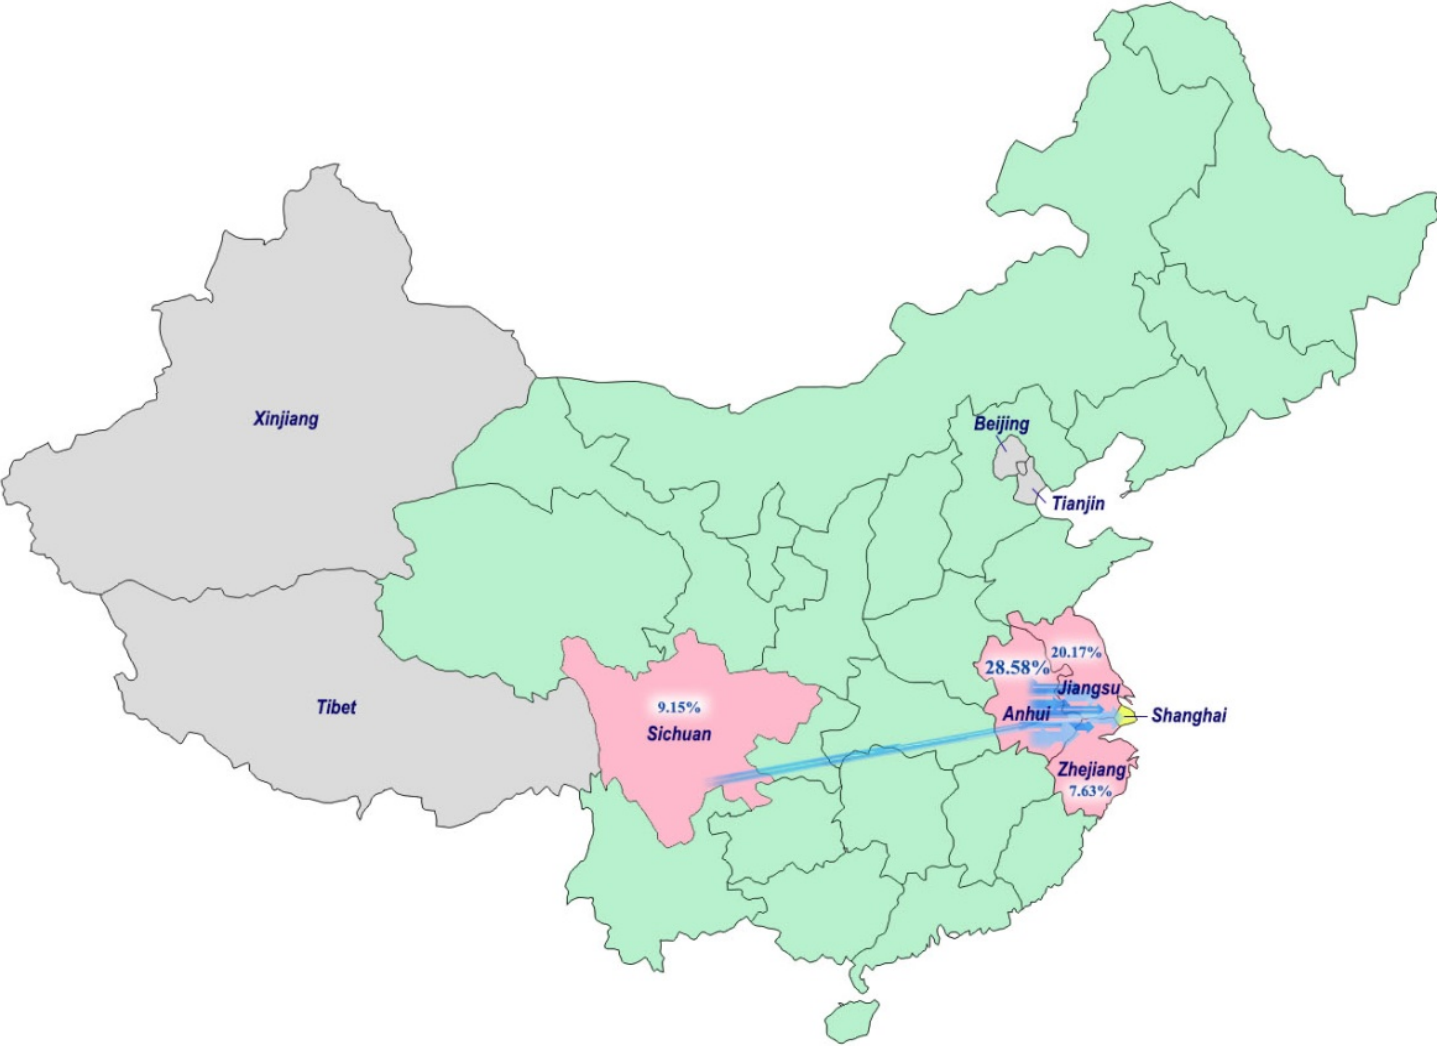 Xinjiang
Beijing
Tianjin
20.17%
28.58%
Jiangsu
9.15%
Tibet
Anhui
Shanghai
Sichuan
Zhejiang
7.63%